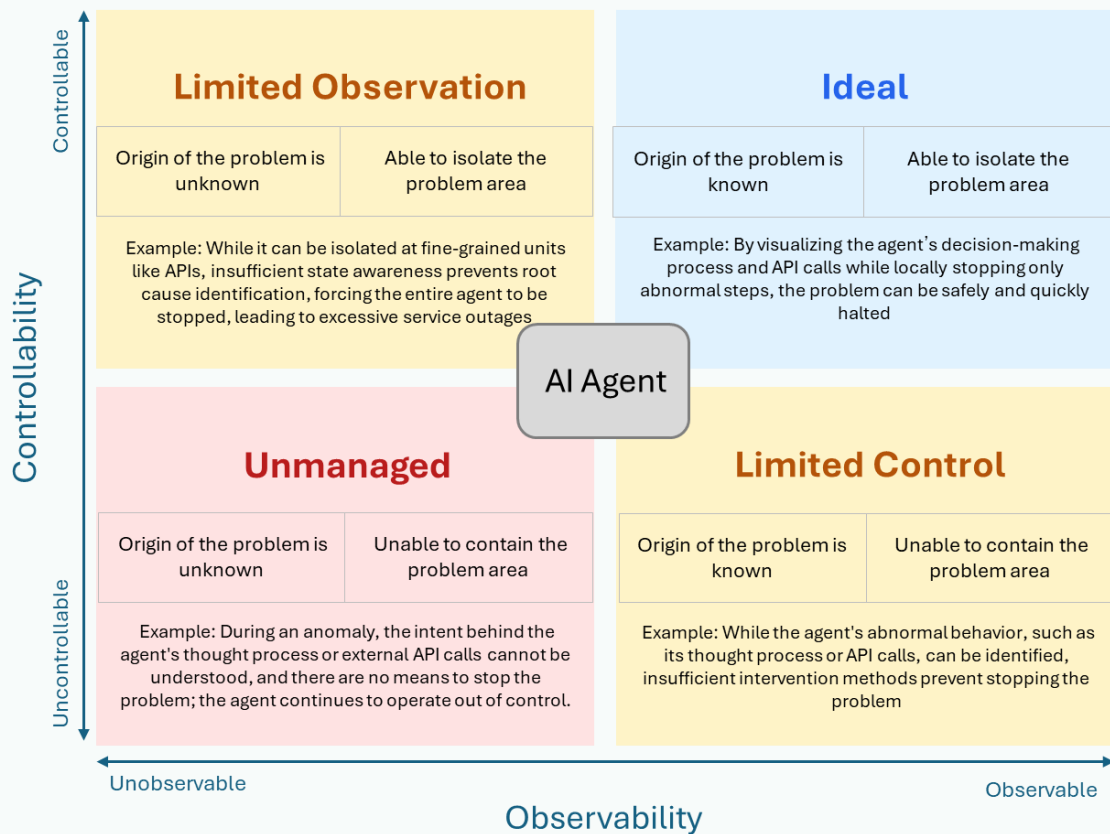 Controllable
Limited Observation
Origin of the problem is
unknown
Able to isolate the
problem area
Example: While it can be isolated at fine-grained units
like APIs, insufficient state awareness prevents root
cause identification, forcing the entire agent to be
stopped, leading to excessive service outages
Ideal
Origin of the problem is
known
Able to isolate the
problem area
Example: By visualizing the agent's decision-making
process and API calls while locally stopping only
abnormal steps, the problem can be safely and quickly
halted
Controllability
AI Agent
Unmanaged
Origin of the problem is
unknown
Unable to contain the
problem area
Example: During an anomaly, the intent behind the
agent's thought process or external API calls cannot be
understood, and there are no means to stop the
problem; the agent continues to operate out of control.
Limited Control
Origin of the problem is
known
Unable to contain the
problem area
Example: While the agent's abnormal behavior, such as
its thought process or API calls, can be identified,
insufficient intervention methods prevent stopping the
problem
Uncontrollable
Unobservable
Observable
Observability